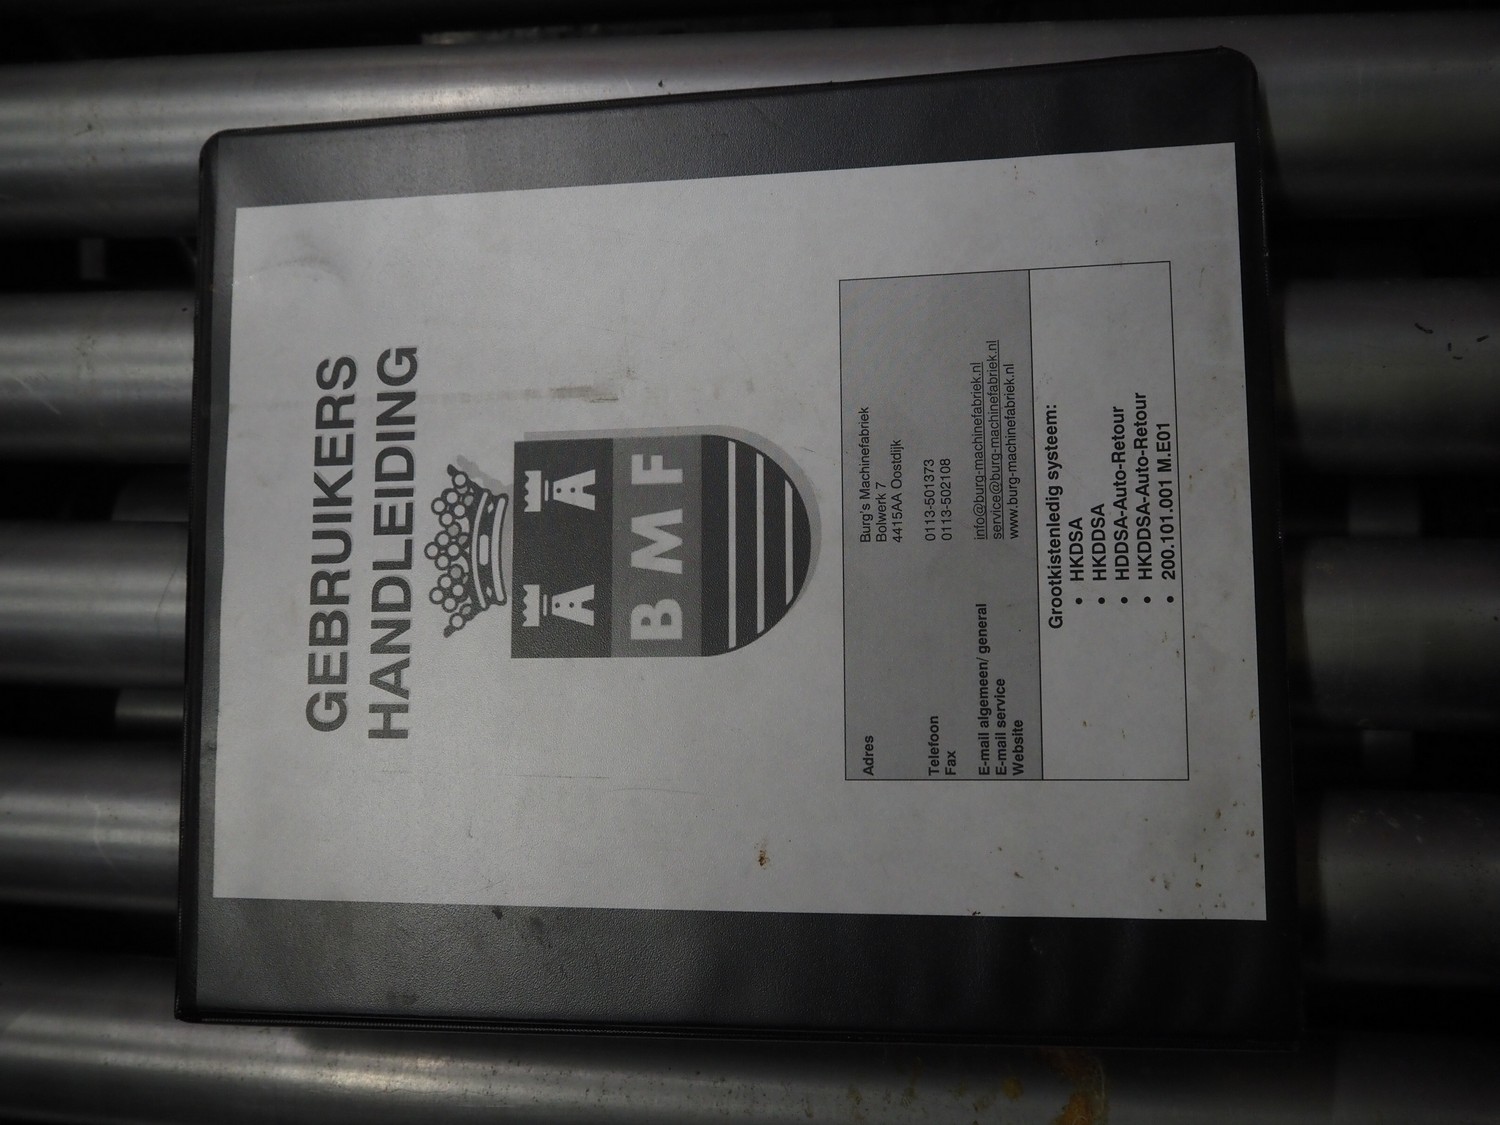 GEBRUIKERS
HANDLEIDING
BMF
Adres Burg's Machinefabriek
Bolwerk 7
4415AA Oostdijk
Telefoon 0113-501373
Fax 0113-502108
E-mail algemeen/ general info@burg-machinefabriek.nl
E-mail service service@burg-machinefabriek.nl
Website www.burg-machinefabriek.nl
Grootkistenledig systeem:
• HKDSA
• HKDDSA
• HDDSA-Auto-Retour
• HKDDSA-Auto-Retour
• 200.101.001 M.E01